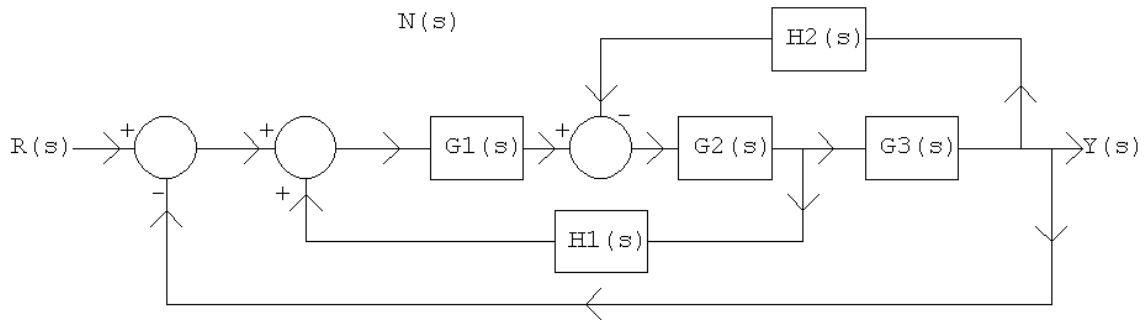 N(s)
H2(s)
R(s) + - + + G1(s) + - G2(s) G3(s) Y(s)
H1(s)